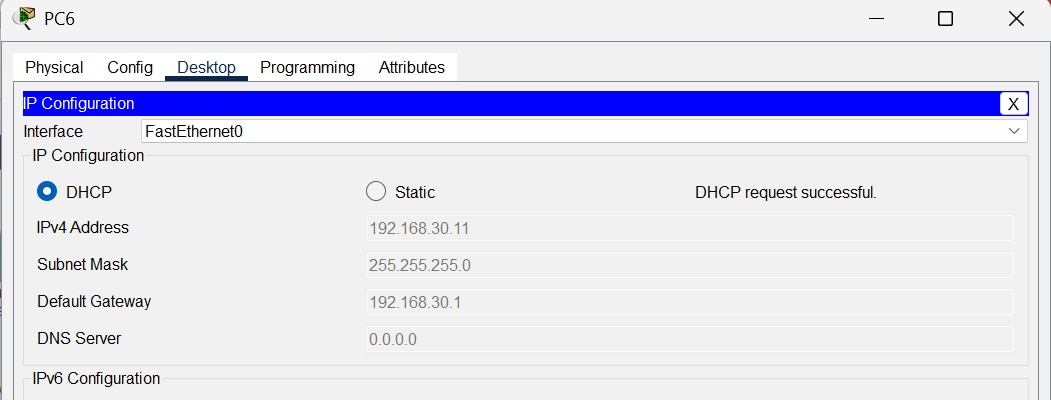 PC6
Physical Config Desktop Programming Attributes
IP Configuration X
Interface FastEthernet0
IP Configuration
DHCP Static DHCP request successful.
IPv4 Address 192.168.30.11
Subnet Mask 255.255.255.0
Default Gateway 192.168.30.1
DNS Server 0.0.0.0
IPv6 Configuration